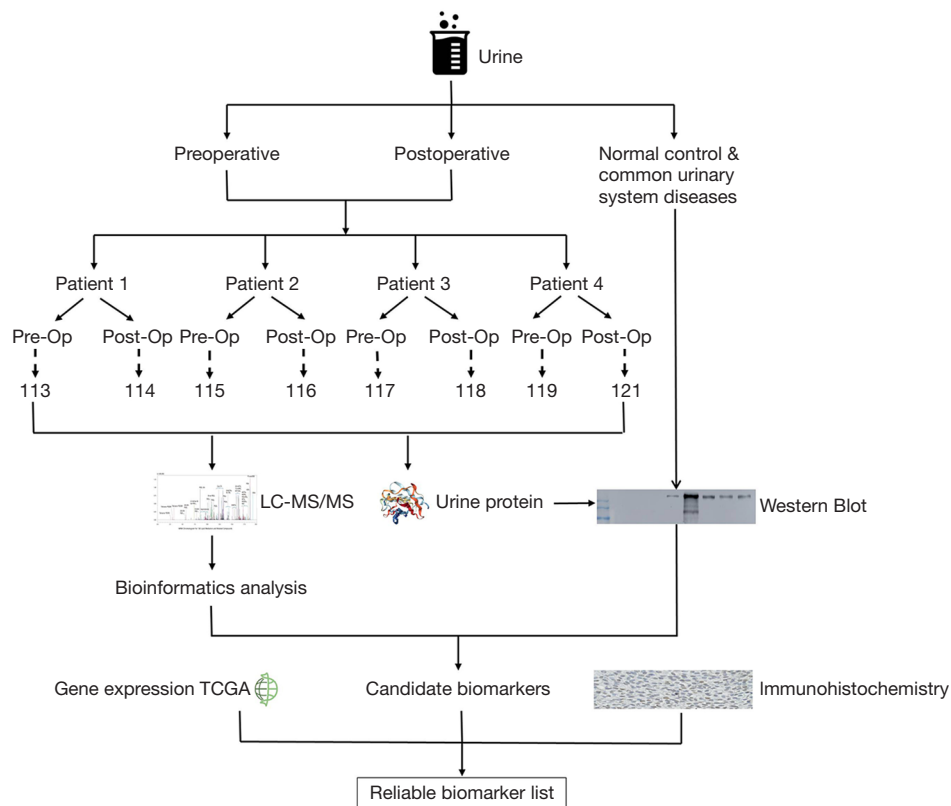 Urine
Preoperative
Postoperative
Normal control &
common urinary
system diseases
Patient 1
Patient 2
Patient 3
Patient 4
Pre-Op
Post-Op
Pre-Op
Post-Op
Pre-Op
Post-Op
Pre-Op
Post-Op
113
114
115
116
117
118
119
121
LC-MS/MS
Urine protein
Western Blot
Bioinformatics analysis
Gene expression TCGA
Candidate biomarkers
Immunohistochemistry
Reliable biomarker list